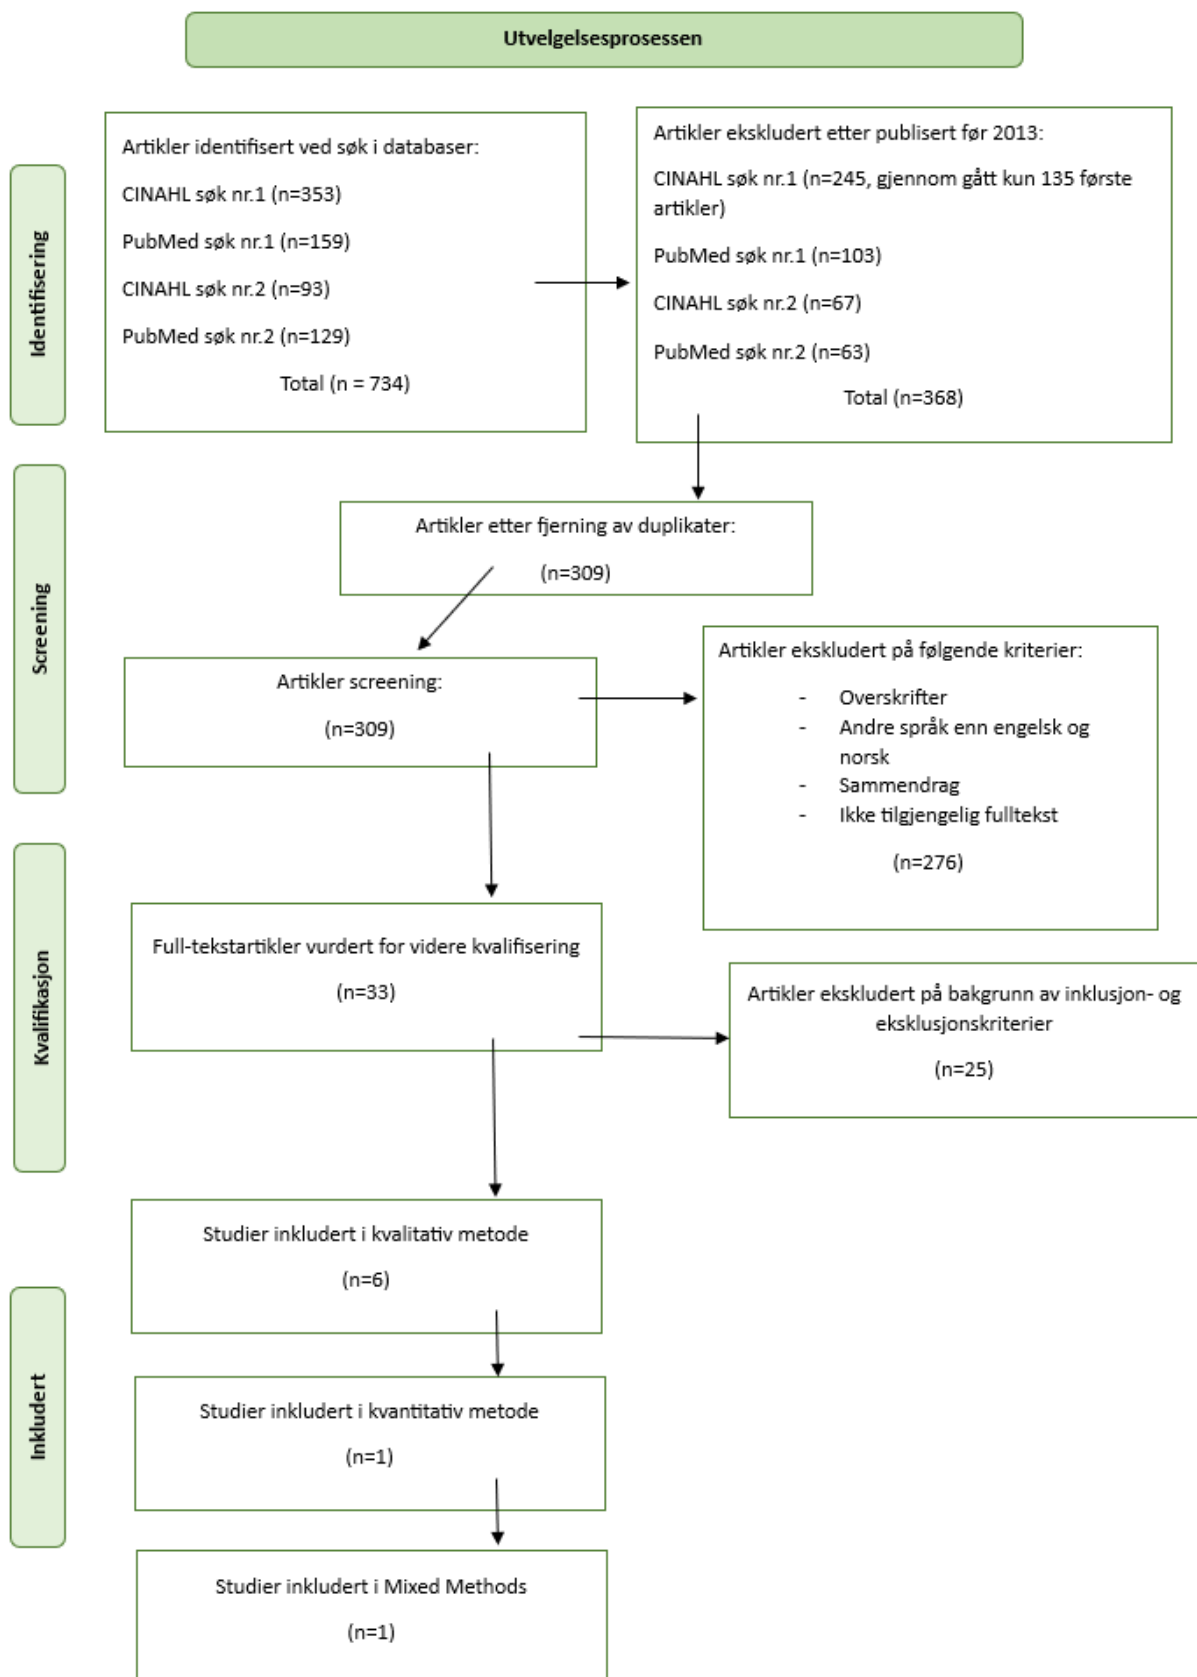 Utvelgelsesprosessen
Identifisering
Artikler identifisert ved søk i databaser:
CINAHL søk nr.1 (n=353)
PubMed søk nr.1 (n=159)
CINAHL søk nr.2 (n=93)
PubMed søk nr.2 (n=129)
Total (n = 734)
Artikler ekskludert etter publisert før 2013:
CINAHL søk nr.1 (n=245, gjennom gått kun 135 første
artikler)
PubMed søk nr.1 (n=103)
CINAHL søk nr.2 (n=67)
PubMed søk nr.2 (n=63)
Total (n=368)
Screening
Artikler etter fjerning av duplikater:
(n=309)
Artikler screening:
(n=309)
Artikler ekskludert på følgende kriterier:
- Overskrifter
- Andre språk enn engelsk og
norsk
- Sammendrag
- Ikke tilgjengelig fulltekst
(n=276)
Kvalifikasjon
Full-tekstartikler vurdert for videre kvalifisering
(n=33)
Artikler ekskludert på bakgrunn av inklusjon- og
eksklusjonskriterier
(n=25)
Studier inkludert i kvalitativ metode
(n=6)
Inkludert
Studier inkludert i kvantitativ metode
(n=1)
Studier inkludert i Mixed Methods
(n=1)